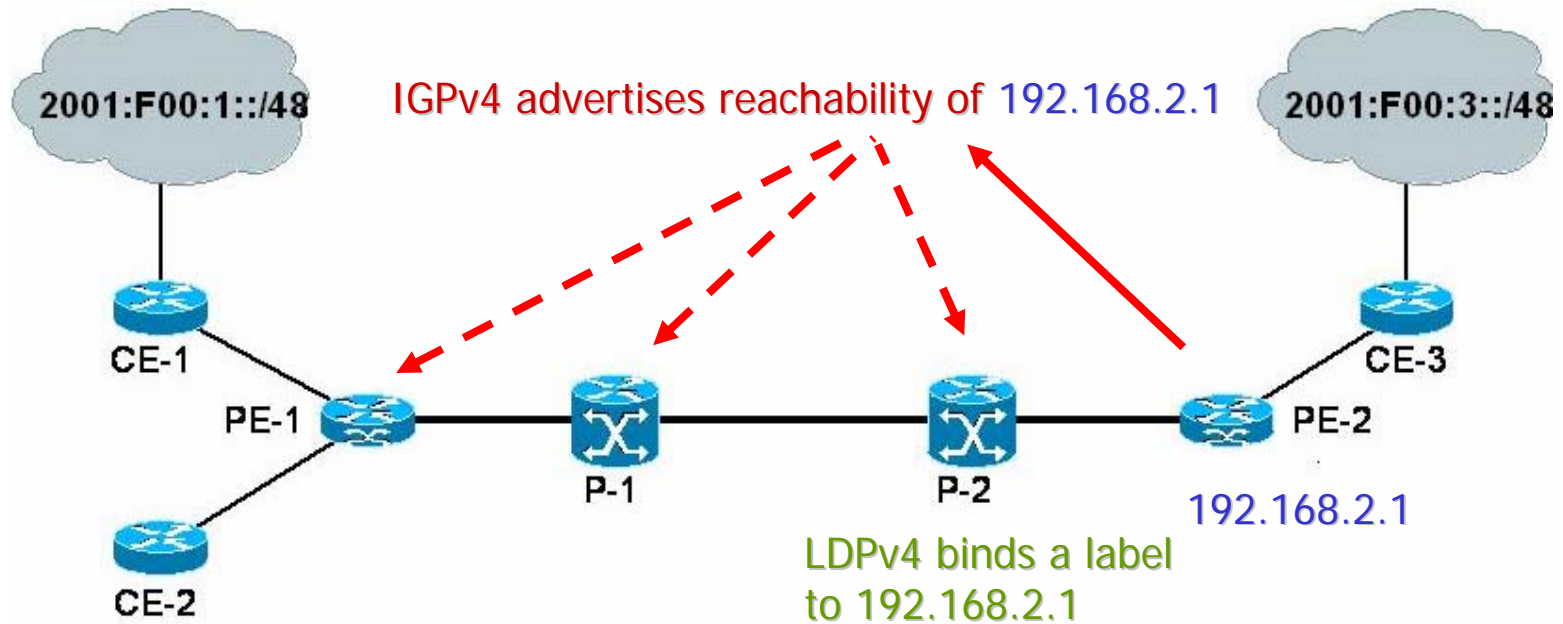 2001:F00:1::/48
IGPv4 advertises reachability of 192.168.2.1
2001:F00:3::/48
CE-1
CE-3
PE-1
PE-2
P-1
P-2
192.168.2.1
LDPv4 binds a label
to 192.168.2.1
CE-2